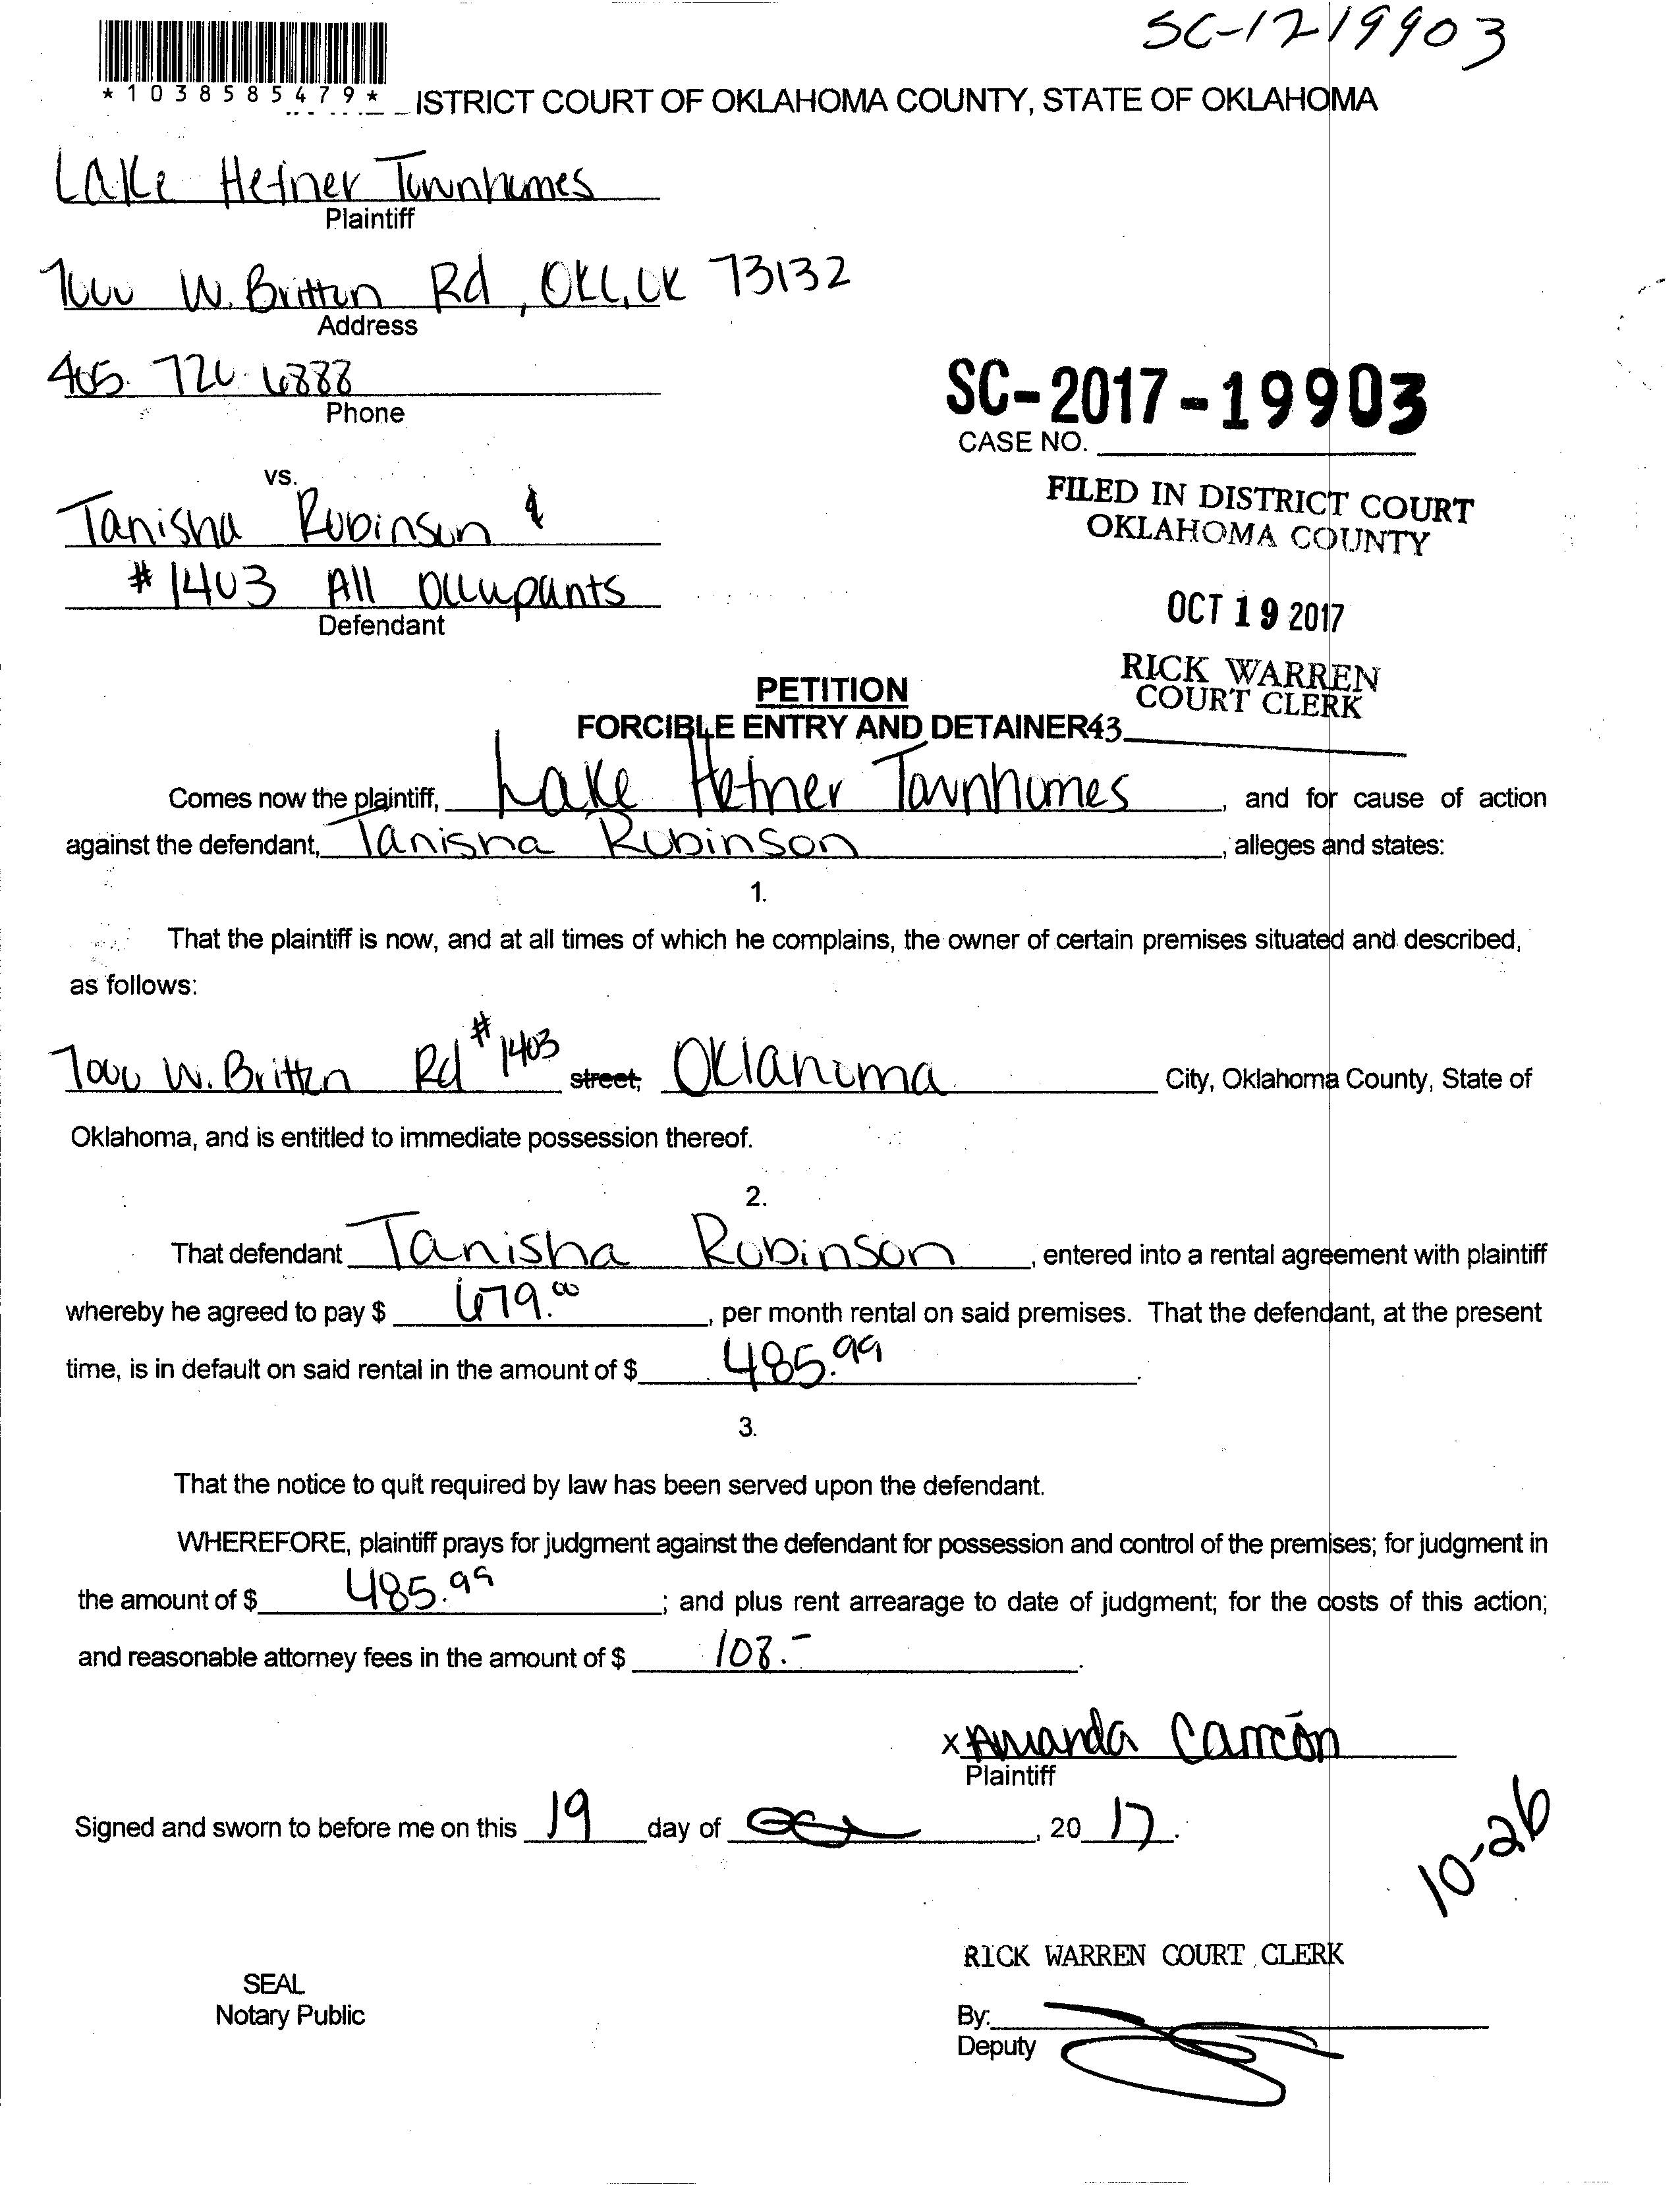 SC-17 19903
*1038585479*
ISTRICT COURT OF OKLAHOMA COUNTY, STATE OF OKLAHOMA
Lake Hefner Townhomes
Plaintiff
7000 W. Britton Rd, OKC, OK 73132
Address
405. 720. 6888
Phone
SC-2017-19903
CASE NO.
vs.
FILED IN DISTRICT COURT
OKLAHOMA COUNTY
Tanisha Robinson &
#1403 All Occupants
Defendant
OCT 19 2017
RICK WARREN
COURT CLERK
PETITION
FORCIBLE ENTRY AND DETAINER
43
Comes now the plaintiff, Lake Hefner Townhomes, and for cause of action
against the defendant, Tanisha Robinson, alleges and states:
1.
That the plaintiff is now, and at all times of which he complains, the owner of certain premises situated and described,
as follows:
7000 W. Britton Rd #1403 street, Oklahoma City, Oklahoma County, State of
Oklahoma, and is entitled to immediate possession thereof.
2.
That defendant Tanisha Robinson, entered into a rental agreement with plaintiff
whereby he agreed to pay $ 679.00, per month rental on said premises. That the defendant, at the present
time, is in default on said rental in the amount of $ 485.99.
3.
That the notice to quit required by law has been served upon the defendant.
WHEREFORE, plaintiff prays for judgment against the defendant for possession and control of the premises; for judgment in
the amount of $ 485.99; and plus rent arrearage to date of judgment; for the costs of this action;
and reasonable attorney fees in the amount of $ 108.-.
x Amanda Carreón
Plaintiff
Signed and sworn to before me on this 19 day of Oct, 2017.
10-26
RICK WARREN COURT CLERK
SEAL
Notary Public
By:
Deputy